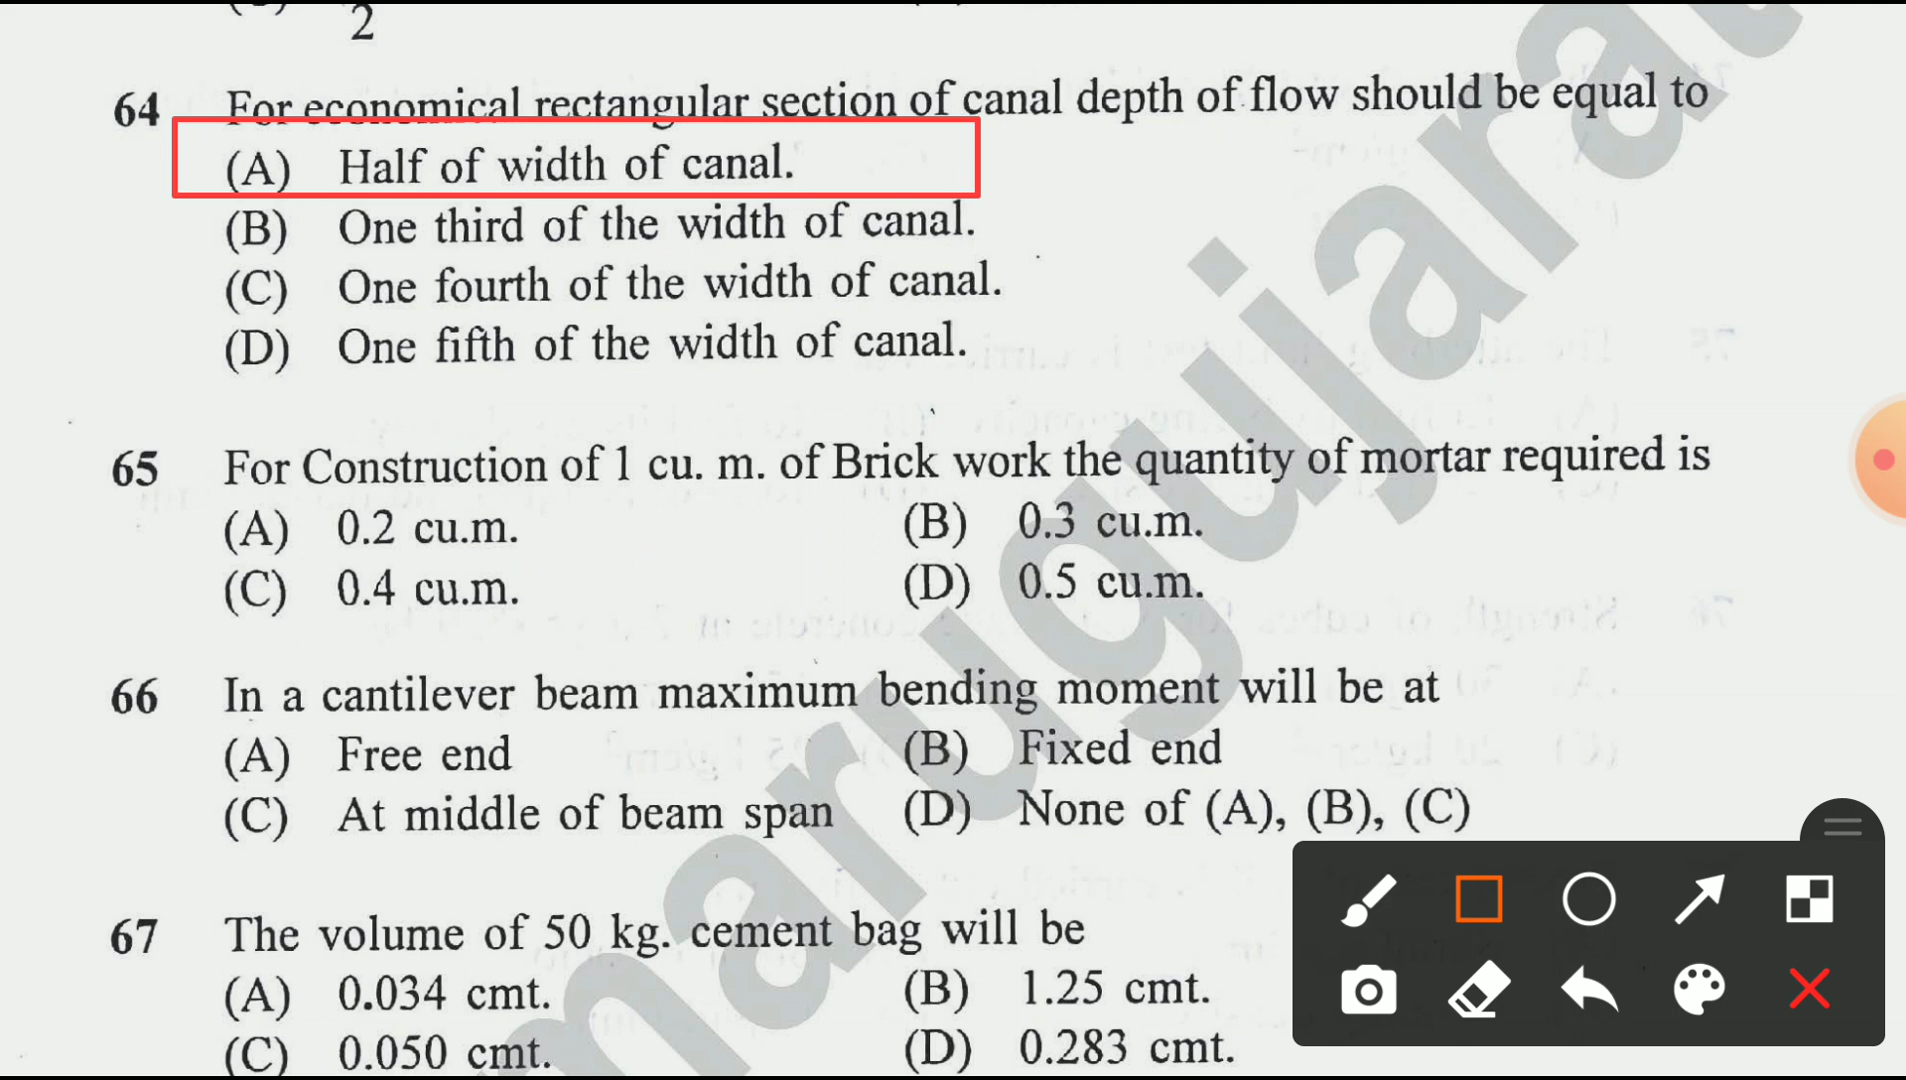 2
64 For economical rectangular section of canal depth of flow should be equal to
(A) Half of width of canal.
(B) One third of the width of canal.
(C) One fourth of the width of canal.
(D) One fifth of the width of canal.
65 For Construction of 1 cu. m. of Brick work the quantity of mortar required is
(A) 0.2 cu.m. (B) 0.3 cu.m.
(C) 0.4 cu.m. (D) 0.5 cu.m.
66 In a cantilever beam maximum bending moment will be at
(A) Free end (B) Fixed end
(C) At middle of beam span (D) None of (A), (B), (C)
67 The volume of 50 kg. cement bag will be
(A) 0.034 cmt. (B) 1.25 cmt.
(C) 0.050 cmt. (D) 0.283 cmt.
marugujarat